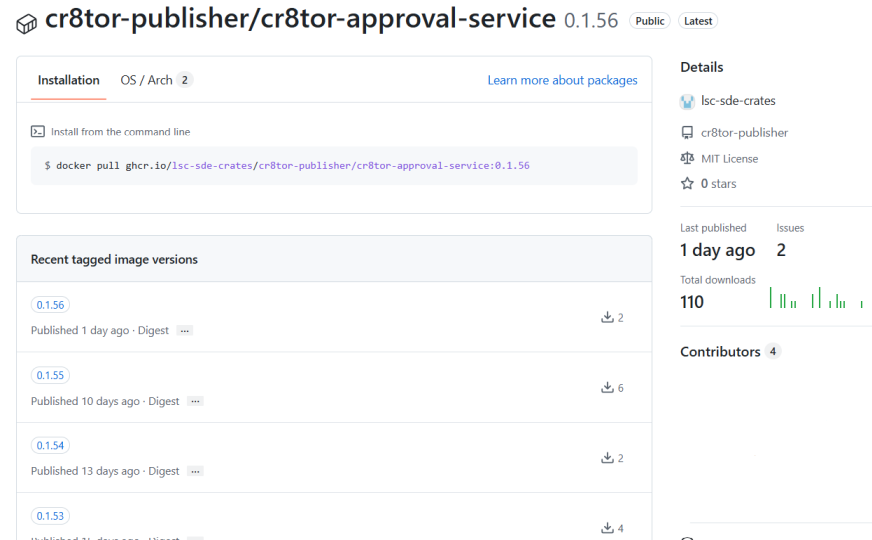 cr8tor-publisher/cr8tor-approval-service 0.1.56 Public Latest
Installation OS / Arch 2 Learn more about packages
Install from the command line
$ docker pull ghcr.io/lsc-sde-crates/cr8tor-publisher/cr8tor-approval-service:0.1.56
Recent tagged image versions
0.1.56
Published 1 day ago · Digest ...
2
0.1.55
Published 10 days ago · Digest ...
6
0.1.54
Published 13 days ago · Digest ...
2
0.1.53
4
Details
lsc-sde-crates
cr8tor-publisher
MIT License
0 stars
Last published Issues
1 day ago 2
Total downloads
110
Contributors 4